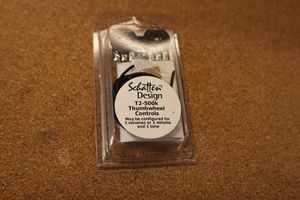 Schatten
Design
T2-500k
Thumbwheel
Controls
May be configured for
2 volumes or 1 volume
and 1 tone